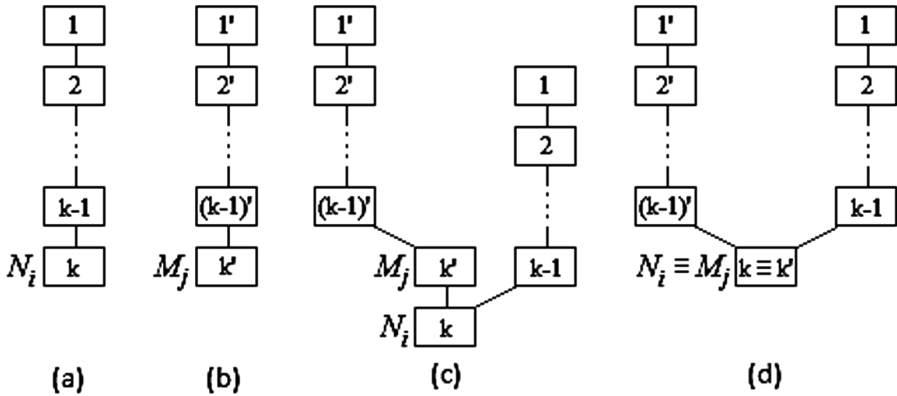 1
2
k-1
N_i k
(a)
1'
2'
(k-1)'
M_j k'
(b)
1'
2'
(k-1)'
M_j k'
1
2
k-1
N_i k
(c)
1'
2'
(k-1)'
1
2
k-1
N_i ≡ M_j k ≡ k'
(d)